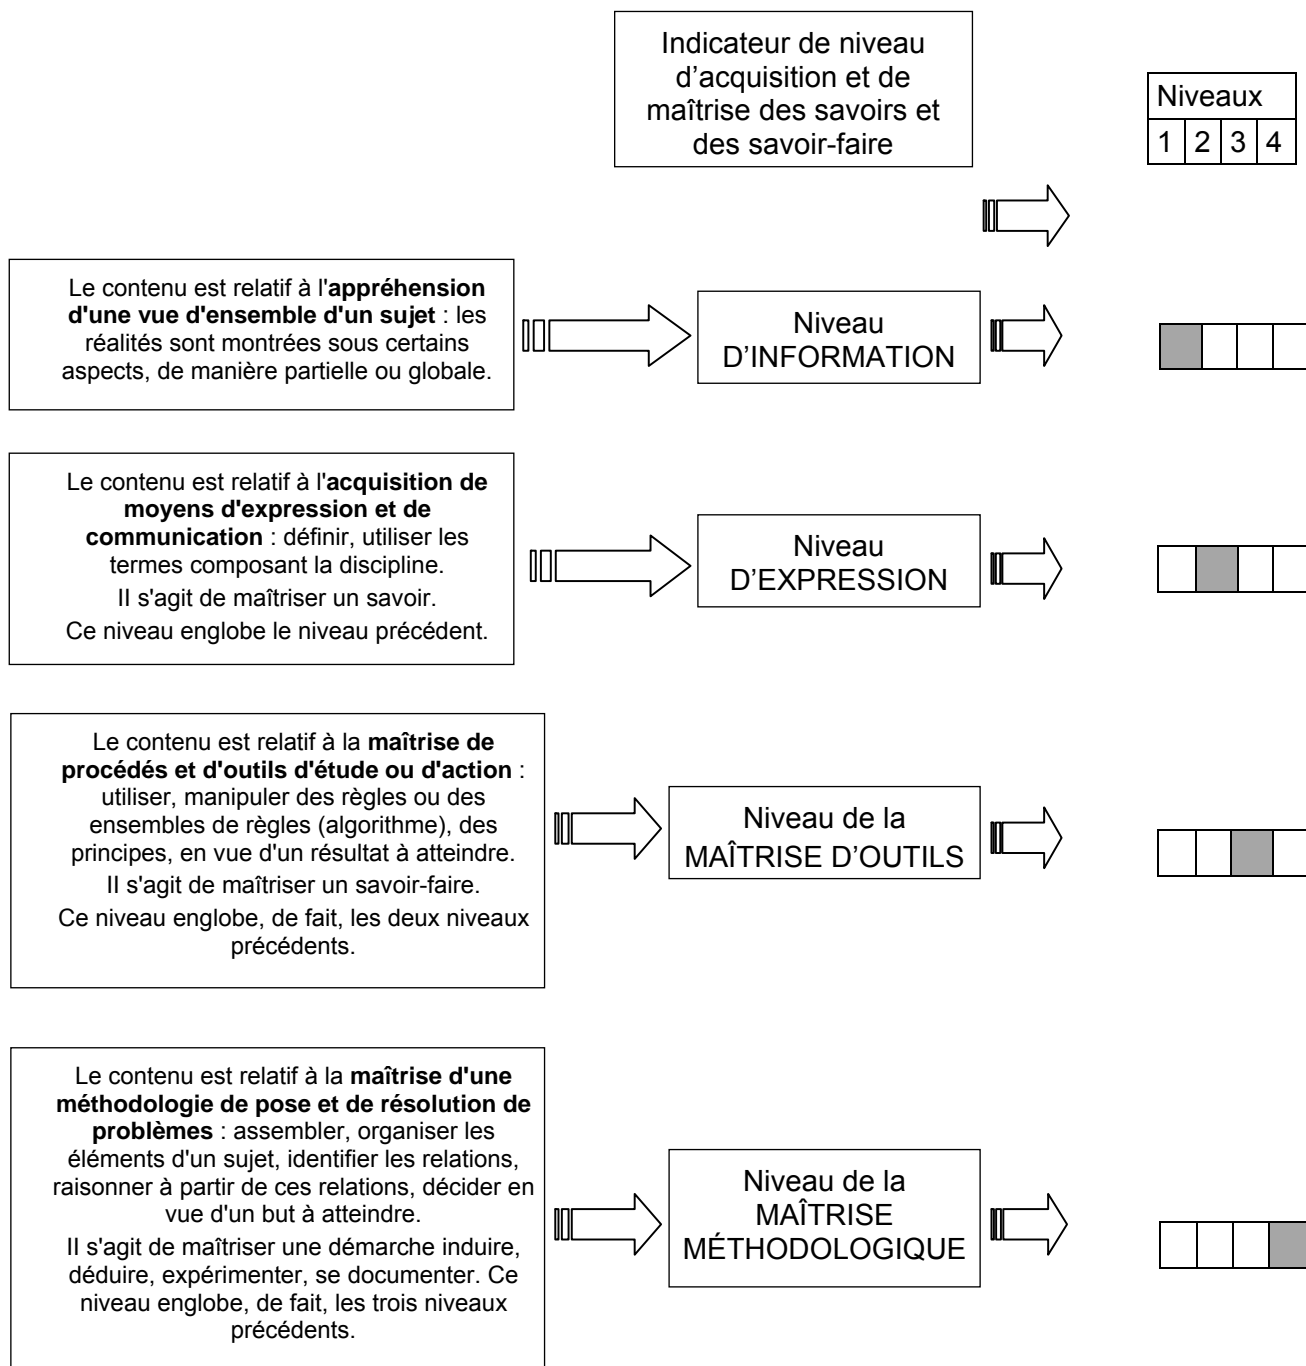 Indicateur de niveau
d’acquisition et de
maîtrise des savoirs et
des savoir-faire
Niveaux
1 2 3 4
Le contenu est relatif à l'appréhension
d'une vue d'ensemble d'un sujet : les
réalités sont montrées sous certains
aspects, de manière partielle ou globale.
Niveau
D’INFORMATION
Le contenu est relatif à l'acquisition de
moyens d'expression et de
communication : définir, utiliser les
termes composant la discipline.
II s'agit de maîtriser un savoir.
Ce niveau englobe le niveau précédent.
Niveau
D’EXPRESSION
Le contenu est relatif à la maîtrise de
procédés et d'outils d'étude ou d'action :
utiliser, manipuler des règles ou des
ensembles de règles (algorithme), des
principes, en vue d'un résultat à atteindre.
II s'agit de maîtriser un savoir-faire.
Ce niveau englobe, de fait, les deux niveaux
précédents.
Niveau de la
MAÎTRISE D’OUTILS
Le contenu est relatif à la maîtrise d'une
méthodologie de pose et de résolution de
problèmes : assembler, organiser les
éléments d'un sujet, identifier les relations,
raisonner à partir de ces relations, décider en
vue d'un but à atteindre.
II s'agit de maîtriser une démarche induire,
déduire, expérimenter, se documenter. Ce
niveau englobe, de fait, les trois niveaux
précédents.
Niveau de la
MAÎTRISE
MÉTHODOLOGIQUE